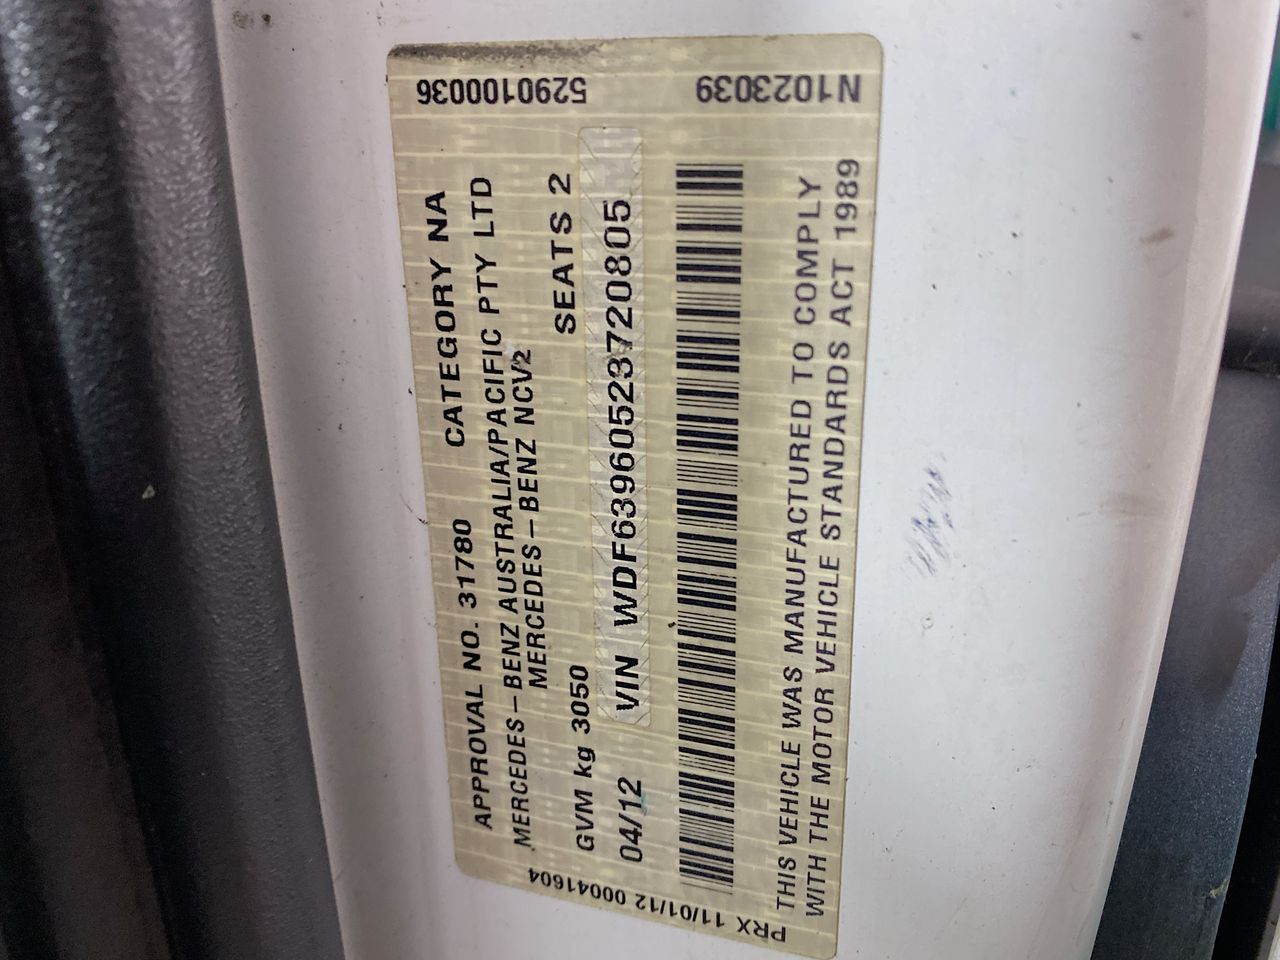 N1023039
5290100036
APPROVAL NO. 31780 CATEGORY NA
MERCEDES-BENZ AUSTRALIA/PACIFIC PTY LTD
MERCEDES-BENZ NCV2
GVM kg 3050 SEATS 2
04/12 VIN WDF63960523720805
THIS VEHICLE WAS MANUFACTURED TO COMPLY
WITH THE MOTOR VEHICLE STANDARDS ACT 1989
PRX 11/01/12 00041604